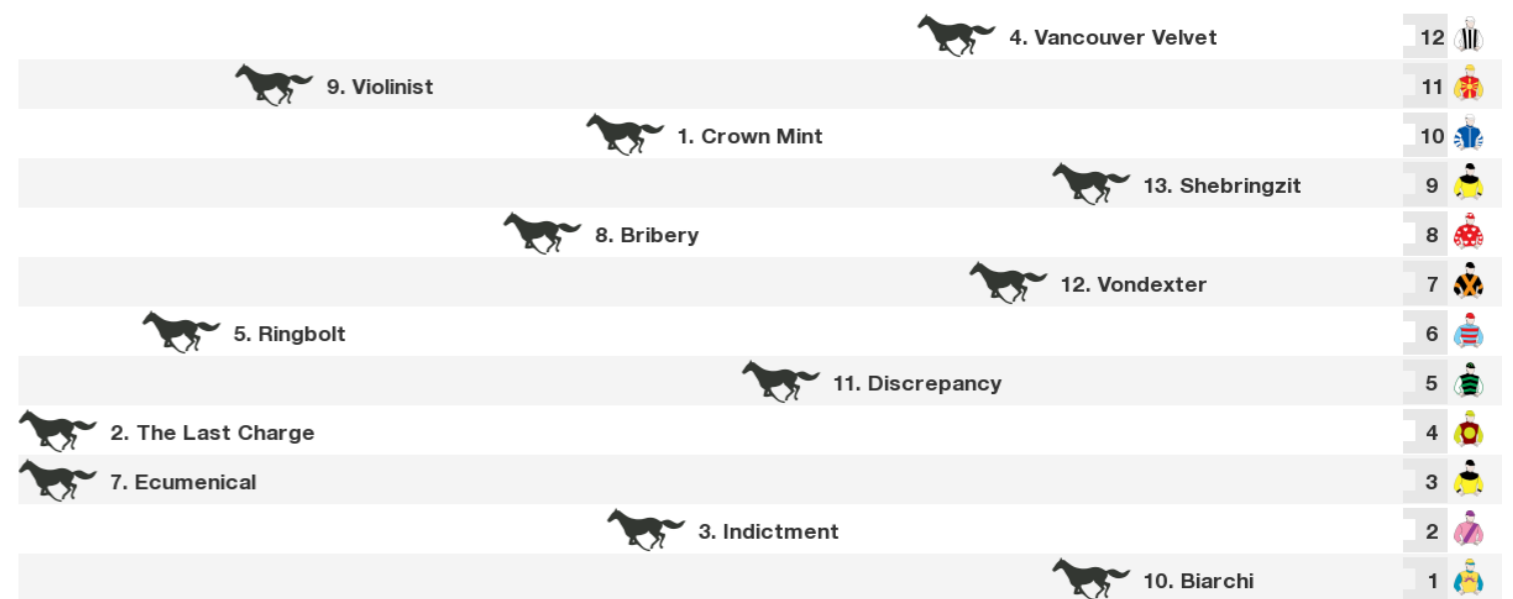 4. Vancouver Velvet 12
9. Violinist 11
1. Crown Mint 10
13. Shebringzit 9
8. Bribery 8
12. Vondexter 7
5. Ringbolt 6
11. Discrepancy 5
2. The Last Charge 4
7. Ecumenical 3
3. Indictment 2
10. Biarchi 1